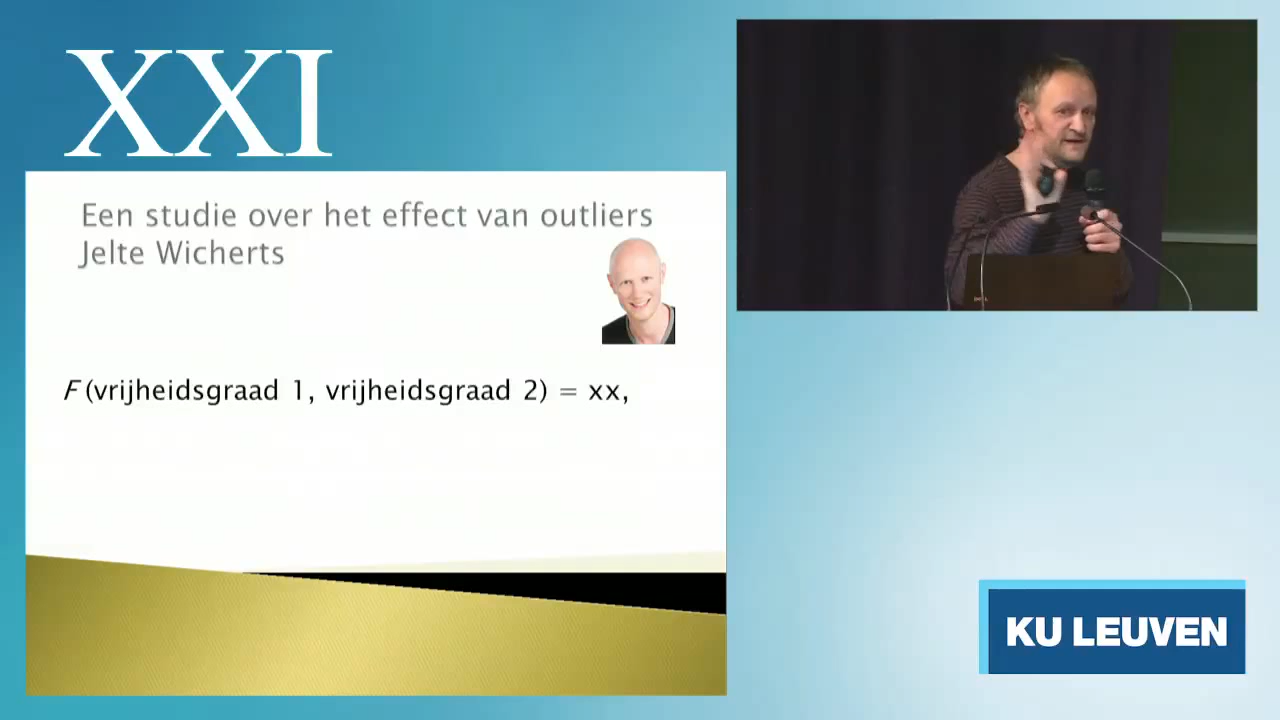 XXI
Een studie over het effect van outliers
Jelte Wicherts
F(vrijheidsgraad 1, vrijheidsgraad 2) = xx,
KU LEUVEN